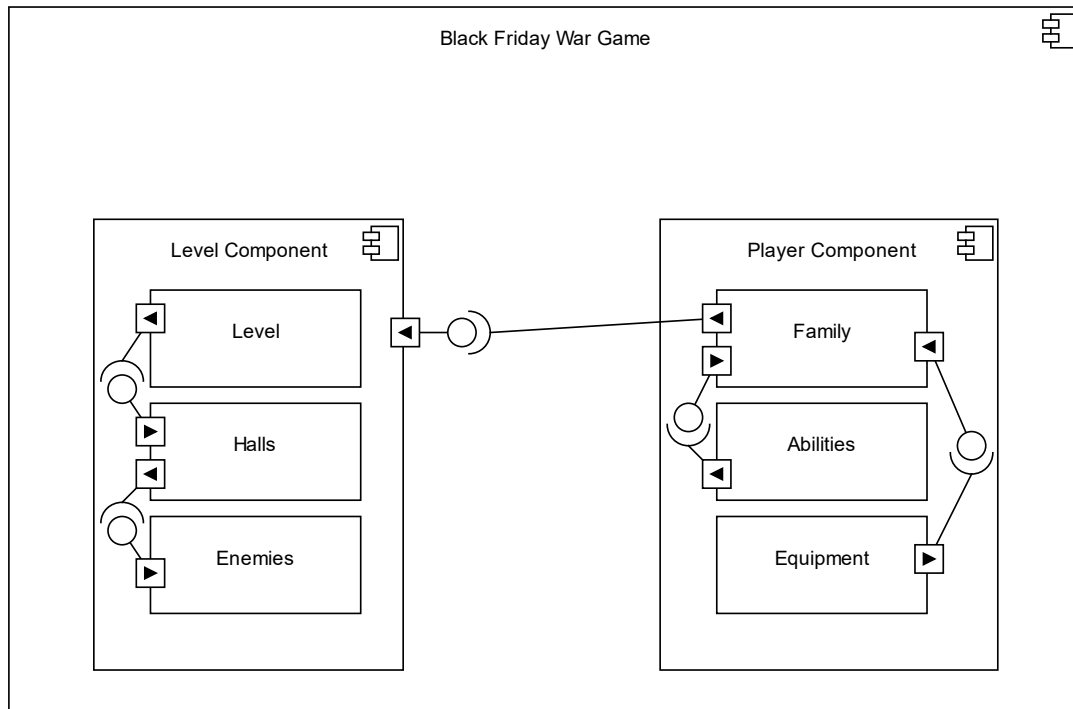 Black Friday War Game
Level Component
Level
Halls
Enemies
Player Component
Family
Abilities
Equipment